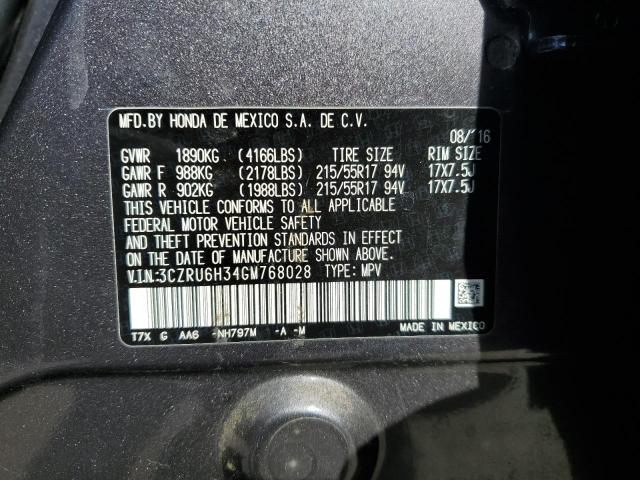 MFD.BY HONDA DE MEXICO S.A. DE C.V.
08/'16
GVWR 1890KG (4166LBS) TIRE SIZE RIM SIZE
GAWR F 988KG (2178LBS) 215/55R17 94V 17X7.5J
GAWR R 902KG (1988LBS) 215/55R17 94V 17X7.5J
THIS VEHICLE CONFORMS TO ALL APPLICABLE
FEDERAL MOTOR VEHICLE SAFETY
AND THEFT PREVENTION STANDARDS IN EFFECT
ON THE DATE OF MANUFACTURE SHOWN ABOVE.
V.I.N.:3CZRU6H34GM768028 TYPE: MPV
T7X G AA6 -NH797M -A -M MADE IN MEXICO